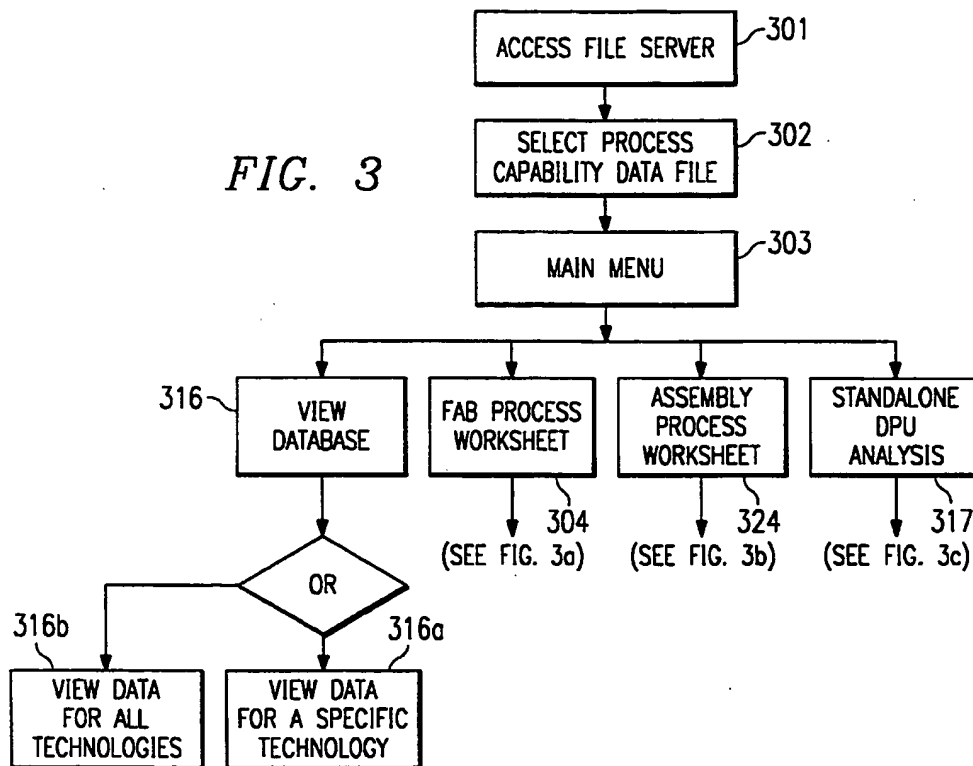 301
ACCESS FILE SERVER
302
SELECT PROCESS
CAPABILITY DATA FILE
FIG. 3
303
MAIN MENU
316
VIEW
DATABASE
FAB PROCESS
WORKSHEET
304
(SEE FIG. 3a)
ASSEMBLY
PROCESS
WORKSHEET
324
(SEE FIG. 3b)
STANDALONE
DPU
ANALYSIS
317
(SEE FIG. 3c)
OR
316b
VIEW DATA
FOR ALL
TECHNOLOGIES
316a
VIEW DATA
FOR A SPECIFIC
TECHNOLOGY